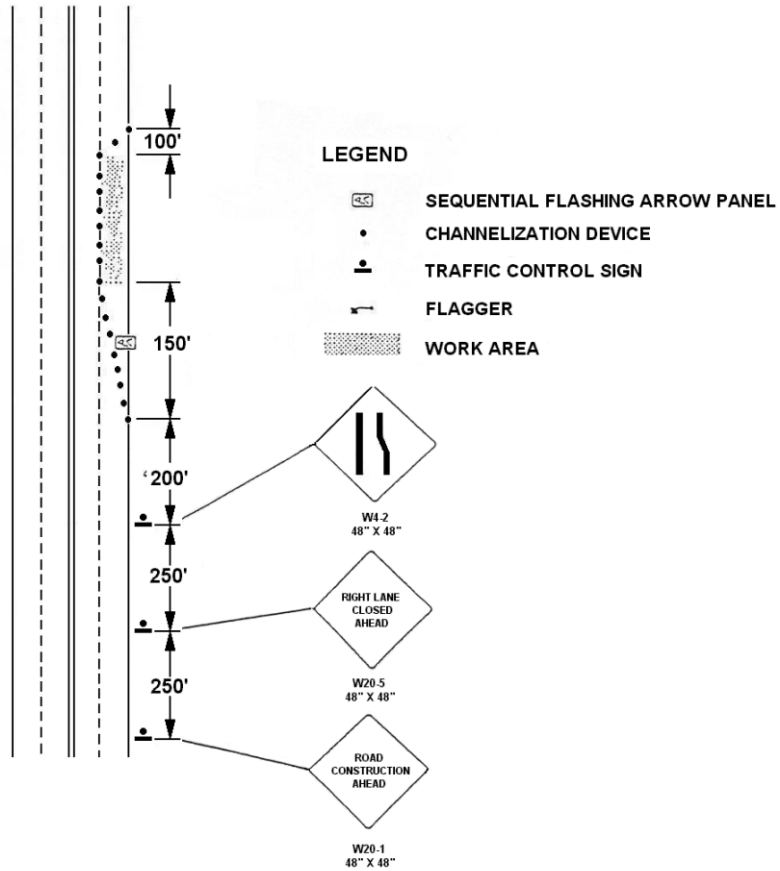 100'
LEGEND
SEQUENTIAL FLASHING ARROW PANEL
CHANNELIZATION DEVICE
TRAFFIC CONTROL SIGN
FLAGGER
WORK AREA
150'
200'
W4-2
48" X 48"
250'
RIGHT LANE
CLOSED
AHEAD
W20-5
48" X 48"
250'
ROAD
CONSTRUCTION
AHEAD
W20-1
48" X 48"